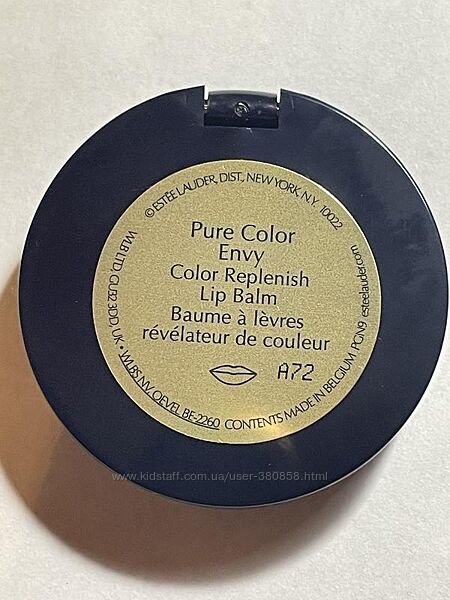 © ESTÉE LAUDER, DIST, NEW YORK, N.Y. 10022
Pure Color
Envy
Color Replenish
Lip Balm
Baume à lèvres
révélateur de couleur
A72
WLB LTD, GU32 3DD, UK • WLBS NV, OEVEL BE-2260 CONTENTS MADE IN BELGIUM PGN9 esteelauder.com
www.kidstaff.com.ua/user-380858.html